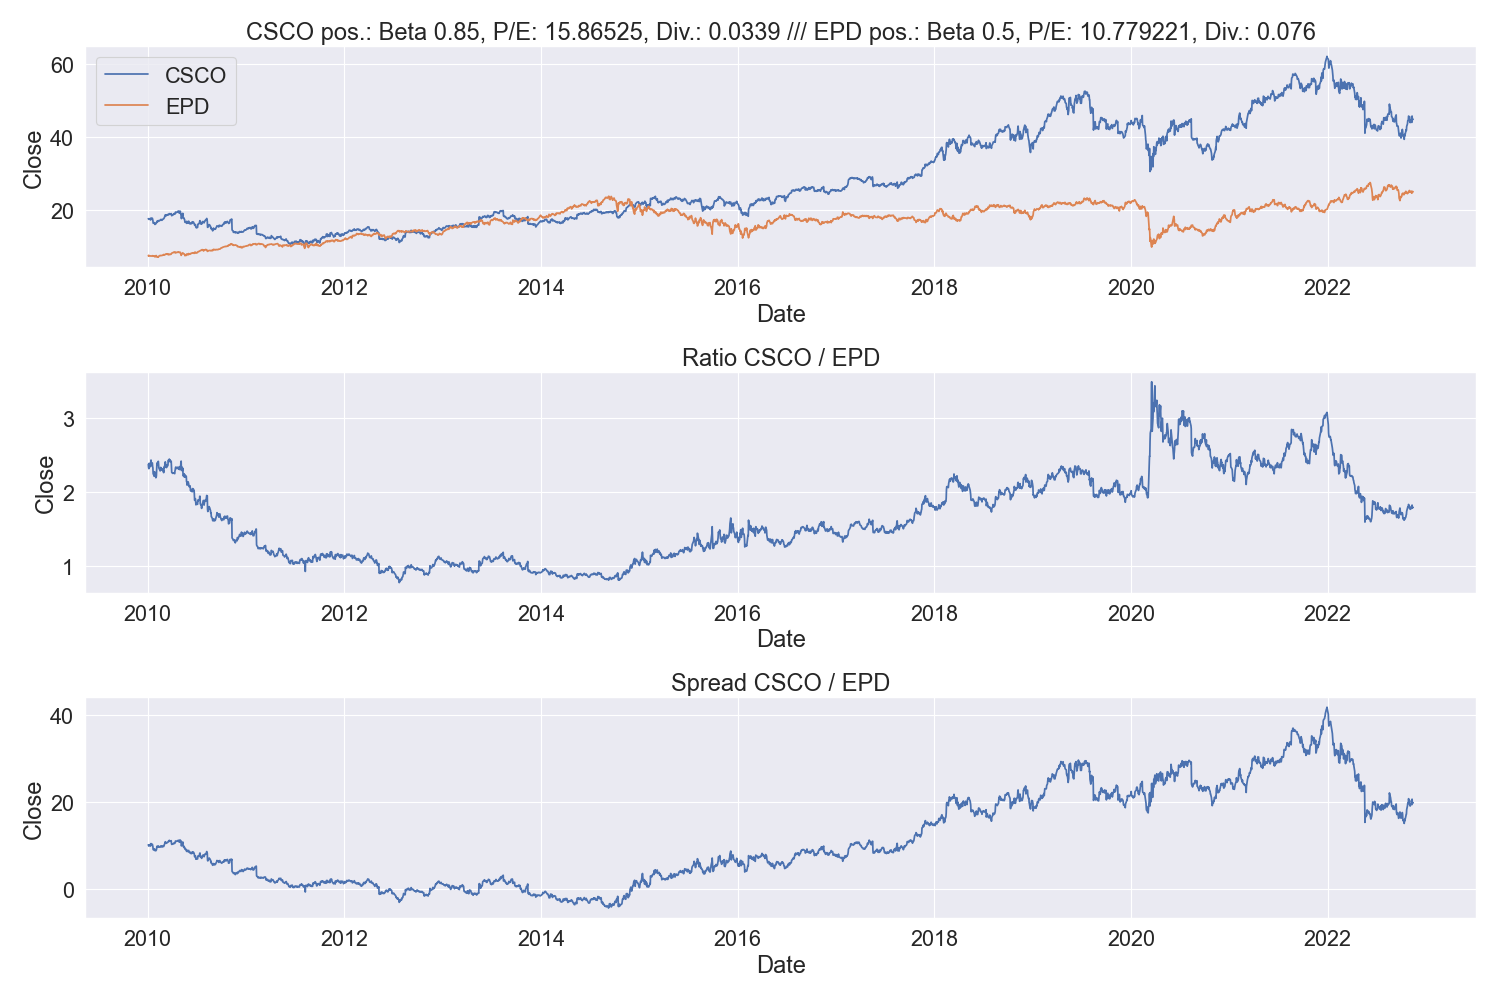 CSCO pos.: Beta 0.85, P/E: 15.86525, Div.: 0.0339 /// EPD pos.: Beta 0.5, P/E: 10.779221, Div.: 0.076
CSCO
EPD
Close
60
40
20
2010 2012 2014 2016 2018 2020 2022
Date
Ratio CSCO / EPD
Close
3
2
1
2010 2012 2014 2016 2018 2020 2022
Date
Spread CSCO / EPD
Close
40
20
0
2010 2012 2014 2016 2018 2020 2022
Date